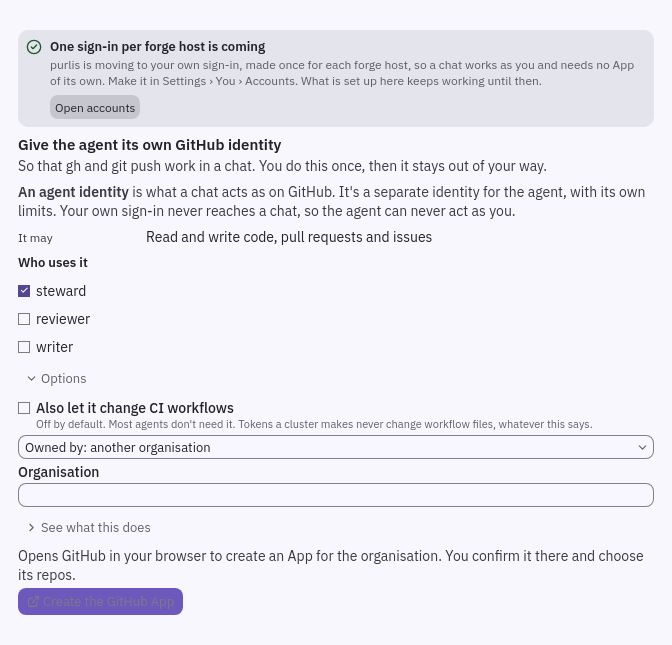 One sign-in per forge host is coming
purlis is moving to your own sign-in, made once for each forge host, so a chat works as you and needs no App
of its own. Make it in Settings › You › Accounts. What is set up here keeps working until then.
Open accounts
Give the agent its own GitHub identity
So that gh and git push work in a chat. You do this once, then it stays out of your way.
An agent identity is what a chat acts as on GitHub. It's a separate identity for the agent, with its own
limits. Your own sign-in never reaches a chat, so the agent can never act as you.
It may Read and write code, pull requests and issues
Who uses it
steward
reviewer
writer
Options
Also let it change CI workflows
Off by default. Most agents don't need it. Tokens a cluster makes never change workflow files, whatever this says.
Owned by: another organisation
Organisation
See what this does
Opens GitHub in your browser to create an App for the organisation. You confirm it there and choose
its repos.
Create the GitHub App